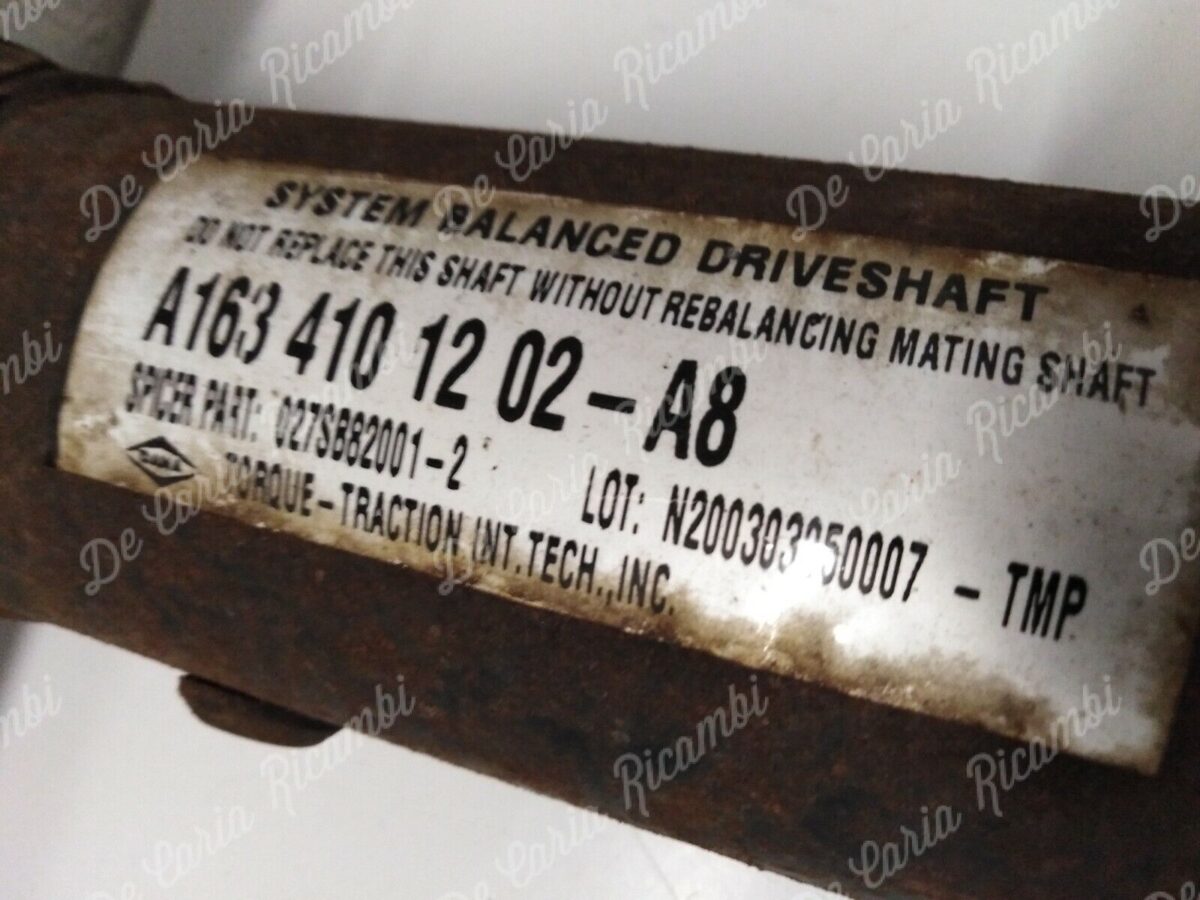 SYSTEM BALANCED DRIVESHAFT
DO NOT REPLACE THIS SHAFT WITHOUT REBALANCING MATING SHAFT
A163 410 12 02-A8
SPICER PART: 027SB82001-2
LOT: - TMP
DANA
TORQUE-TRACTION INT.TECH.,INC.
De Caria Ricambi